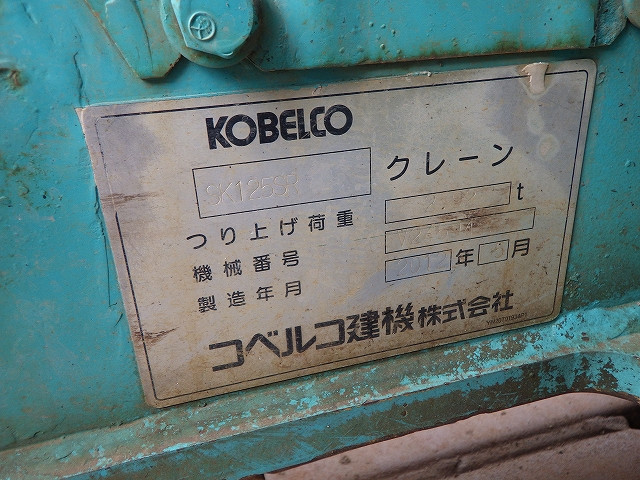 KOBELCO
SK125SR クレーン
つり上げ荷重 t
機械番号
製造年月 年 月
コベルコ建機株式会社